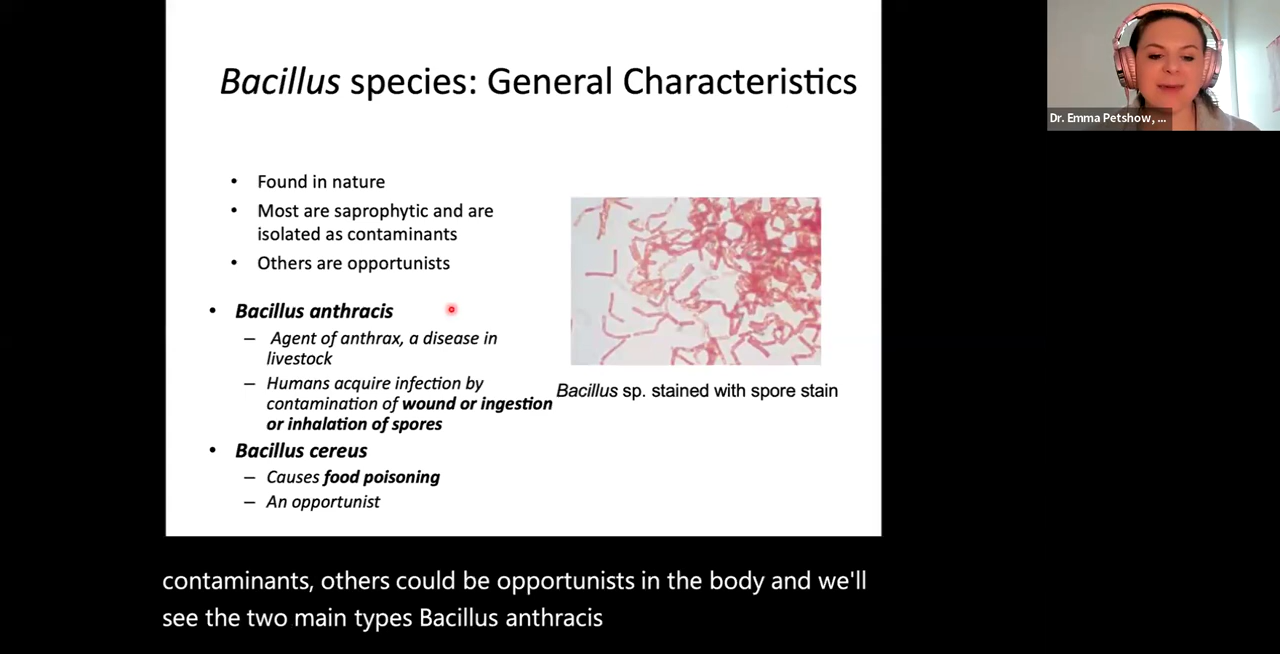 Bacillus species: General Characteristics
Dr. Emma Petshow, ...
• Found in nature
• Most are saprophytic and are
isolated as contaminants
• Others are opportunists
• Bacillus anthracis
– Agent of anthrax, a disease in
livestock
– Humans acquire infection by
contamination of wound or ingestion
or inhalation of spores
• Bacillus cereus
– Causes food poisoning
– An opportunist
Bacillus sp. stained with spore stain
contaminants, others could be opportunists in the body and we'll
see the two main types Bacillus anthracis